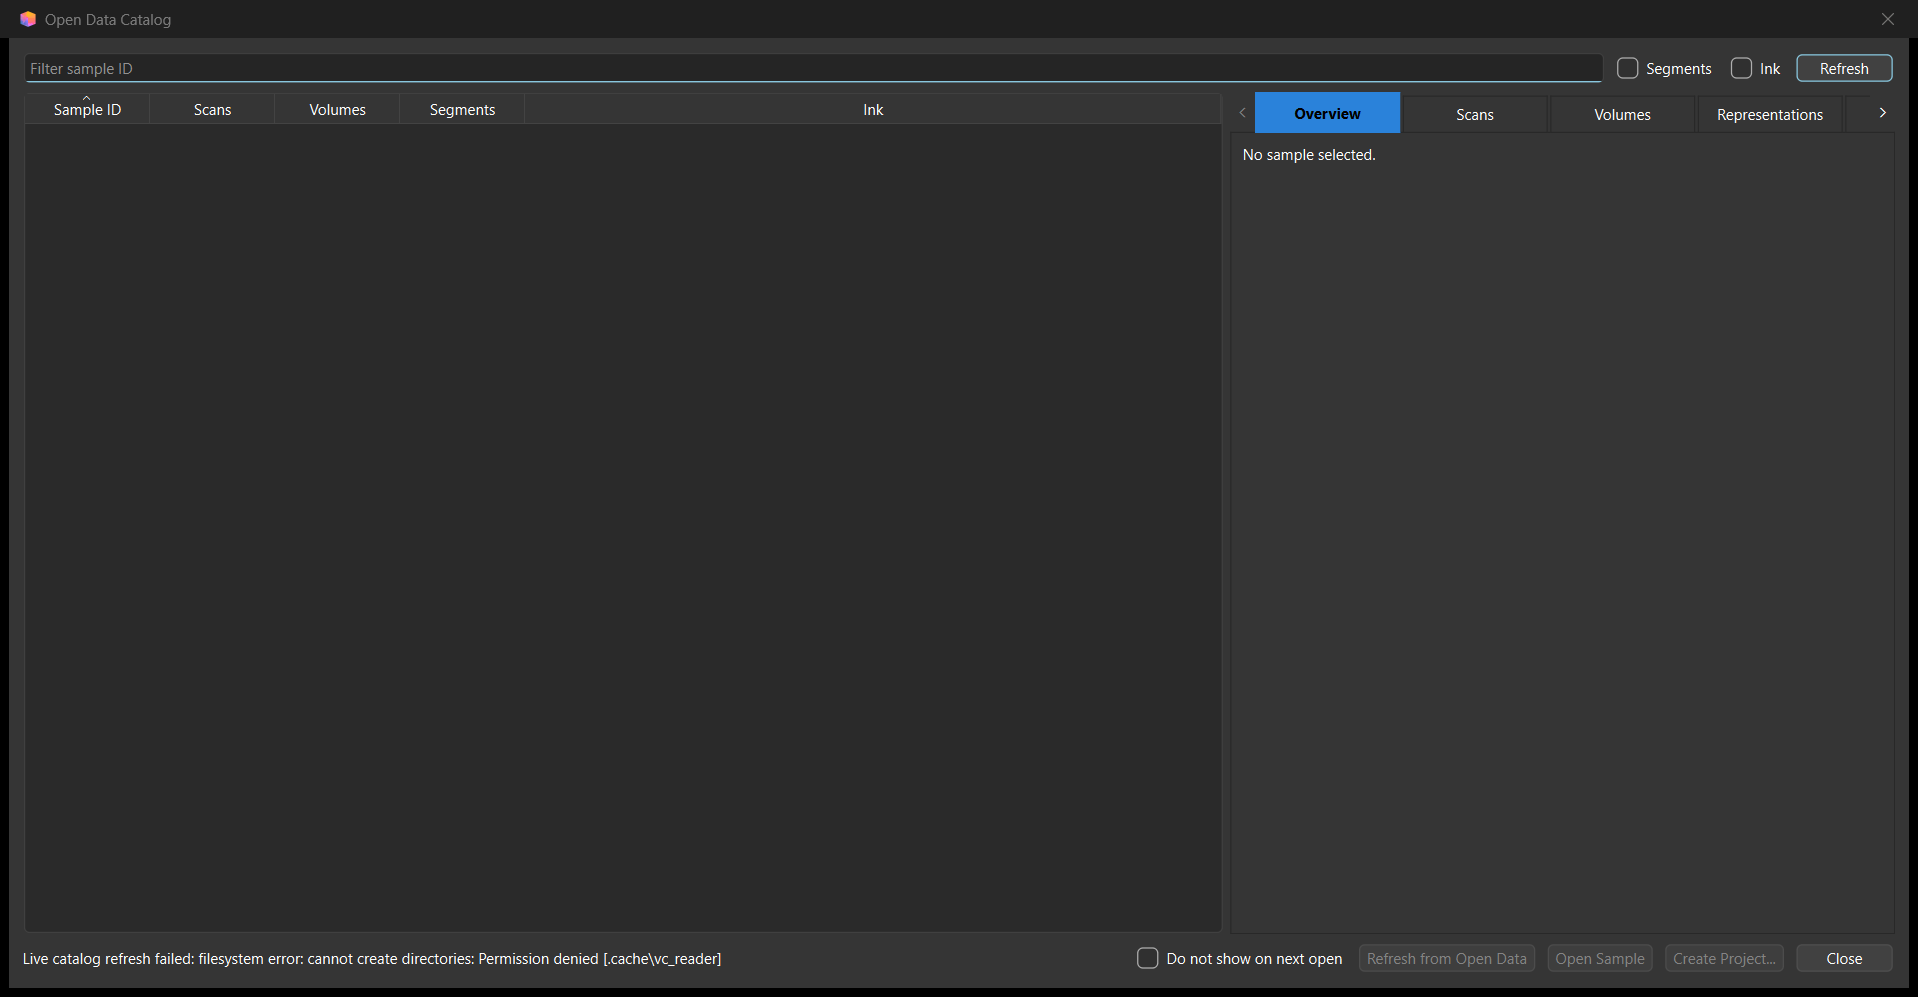 Open Data Catalog
Filter sample ID
Segments
Ink
Refresh
Sample ID
Scans
Volumes
Segments
Ink
Overview
Scans
Volumes
Representations
No sample selected.
Live catalog refresh failed: filesystem error: cannot create directories: Permission denied [.cache\vc_reader]
Do not show on next open
Refresh from Open Data
Open Sample
Create Project...
Close